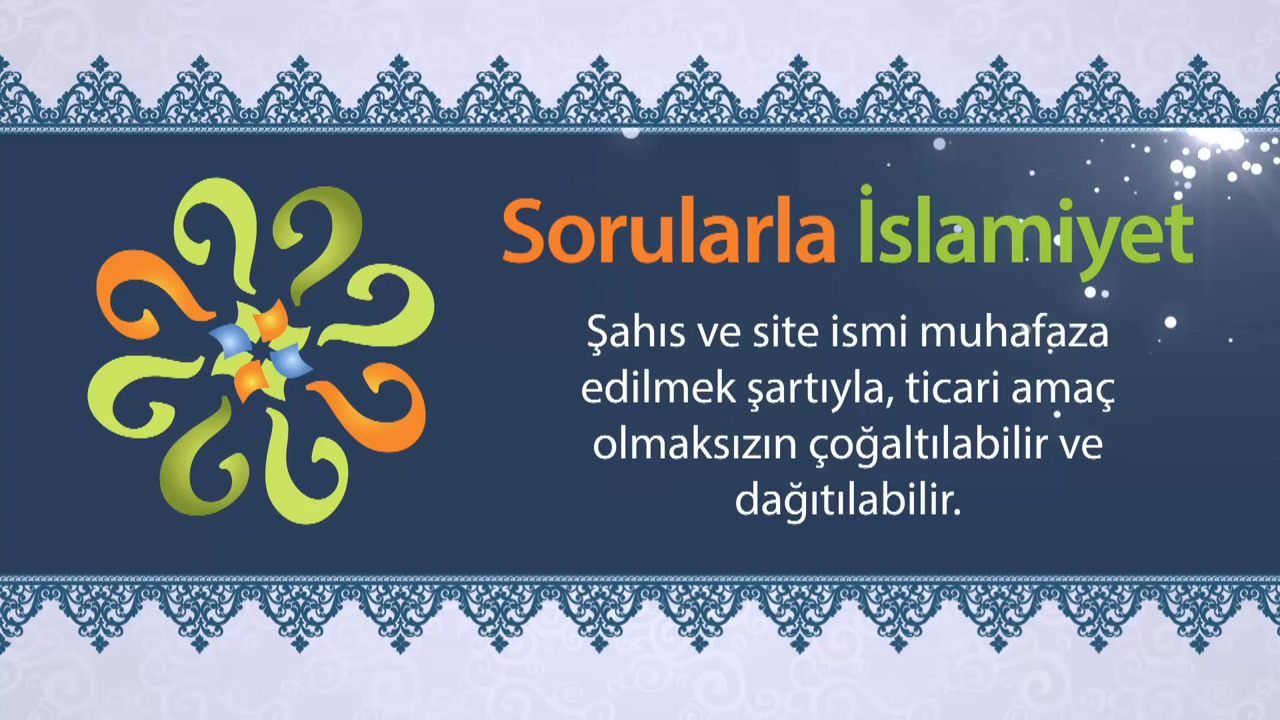 Sorularla İslamiyet
Şahıs ve site ismi muhafaza
edilmek şartıyla, ticari amaç
olmaksızın çoğaltılabilir ve
dağıtılabilir.